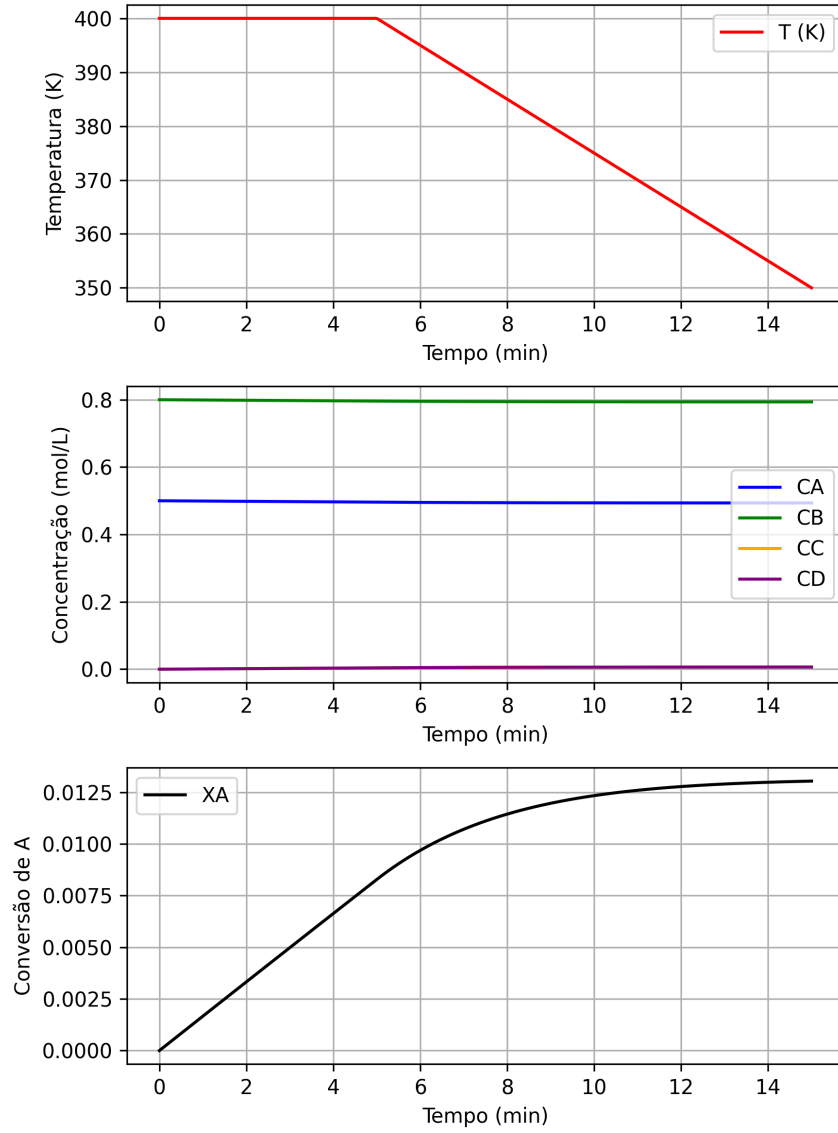 400
390
380
370
360
350
Temperatura (K)
T (K)
0 2 4 6 8 10 12 14
Tempo (min)
0.8
0.6
0.4
0.2
0.0
Concentração (mol/L)
CA
CB
CC
CD
0 2 4 6 8 10 12 14
Tempo (min)
0.0125
0.0100
0.0075
0.0050
0.0025
0.0000
Conversão de A
XA
0 2 4 6 8 10 12 14
Tempo (min)